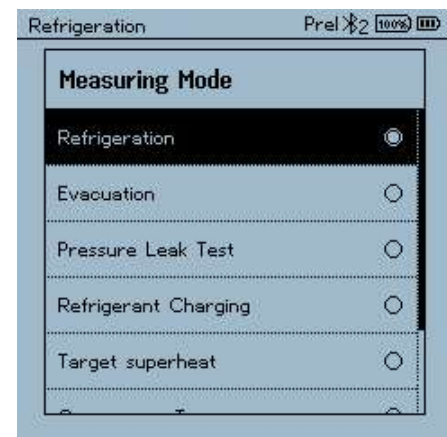 Refrigeration Prel 2 100%
Measuring Mode
Refrigeration
Evacuation
Pressure Leak Test
Refrigerant Charging
Target superheat